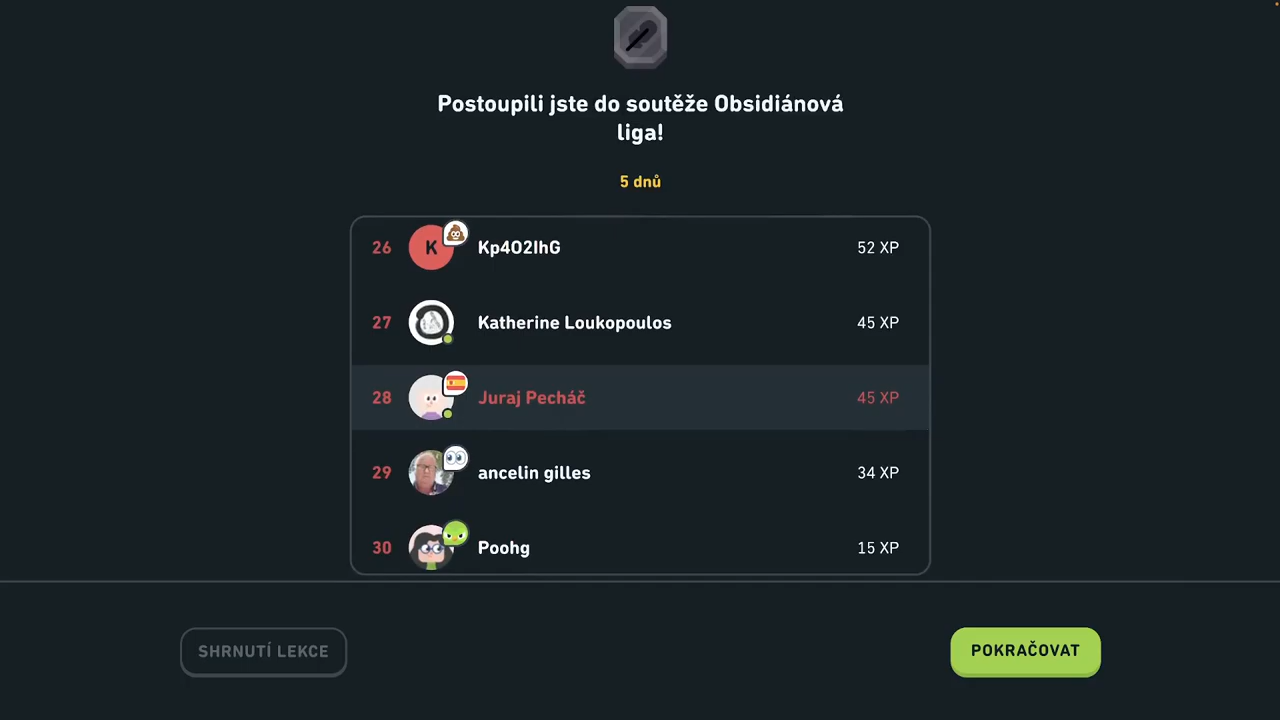 Postoupili jste do soutěže Obsidiánová
liga!
5 dnů
26 K Kp4O2IhG 52 XP
27 Katherine Loukopoulos 45 XP
28 Juraj Pecháč 45 XP
29 ancelin gilles 34 XP
30 Poohg 15 XP
SHRNUTÍ LEKCE
POKRAČOVAT